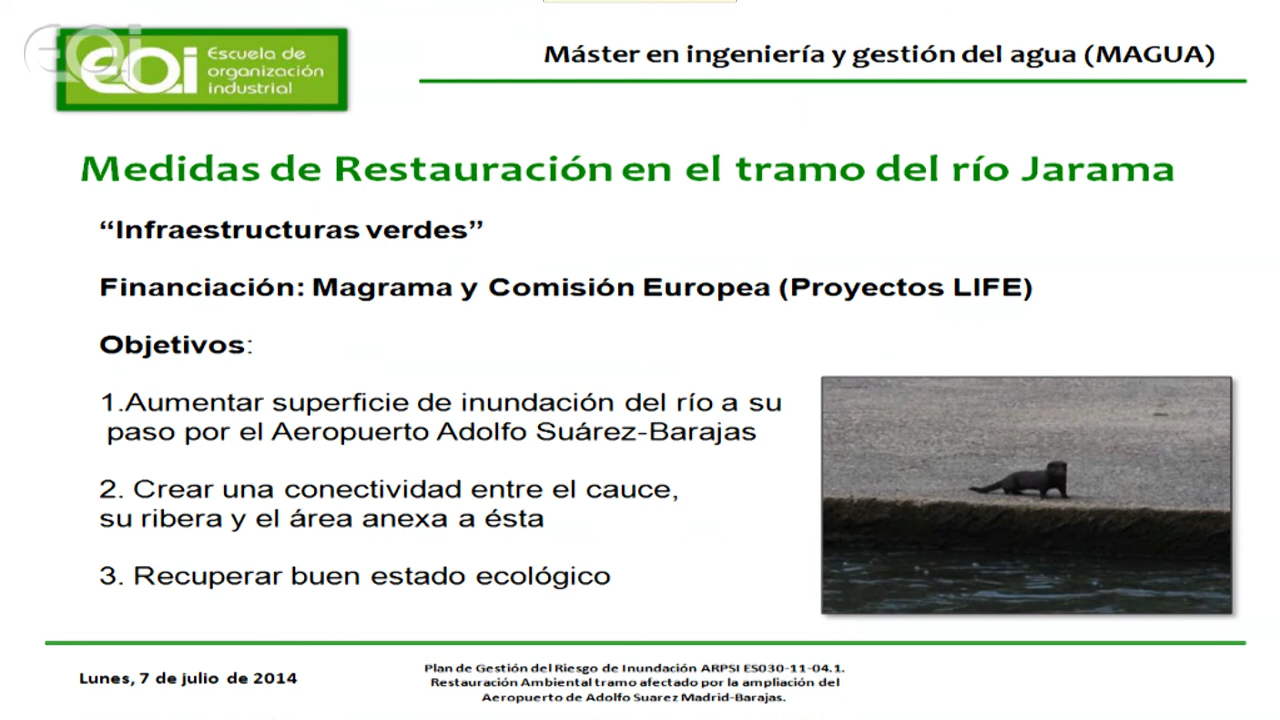 eoi
Escuela de
organización
industrial
Máster en ingeniería y gestión del agua (MAGUA)
Medidas de Restauración en el tramo del río Jarama
“Infraestructuras verdes”
Financiación: Magrama y Comisión Europea (Proyectos LIFE)
Objetivos:
1.Aumentar superficie de inundación del río a su
paso por el Aeropuerto Adolfo Suárez-Barajas
2. Crear una conectividad entre el cauce,
su ribera y el área anexa a ésta
3. Recuperar buen estado ecológico
Lunes, 7 de julio de 2014
Plan de Gestión del Riesgo de Inundación ARPSI ES030-11-04.1.
Restauración Ambiental tramo afectado por la ampliación del
Aeropuerto de Adolfo Suarez Madrid-Barajas.